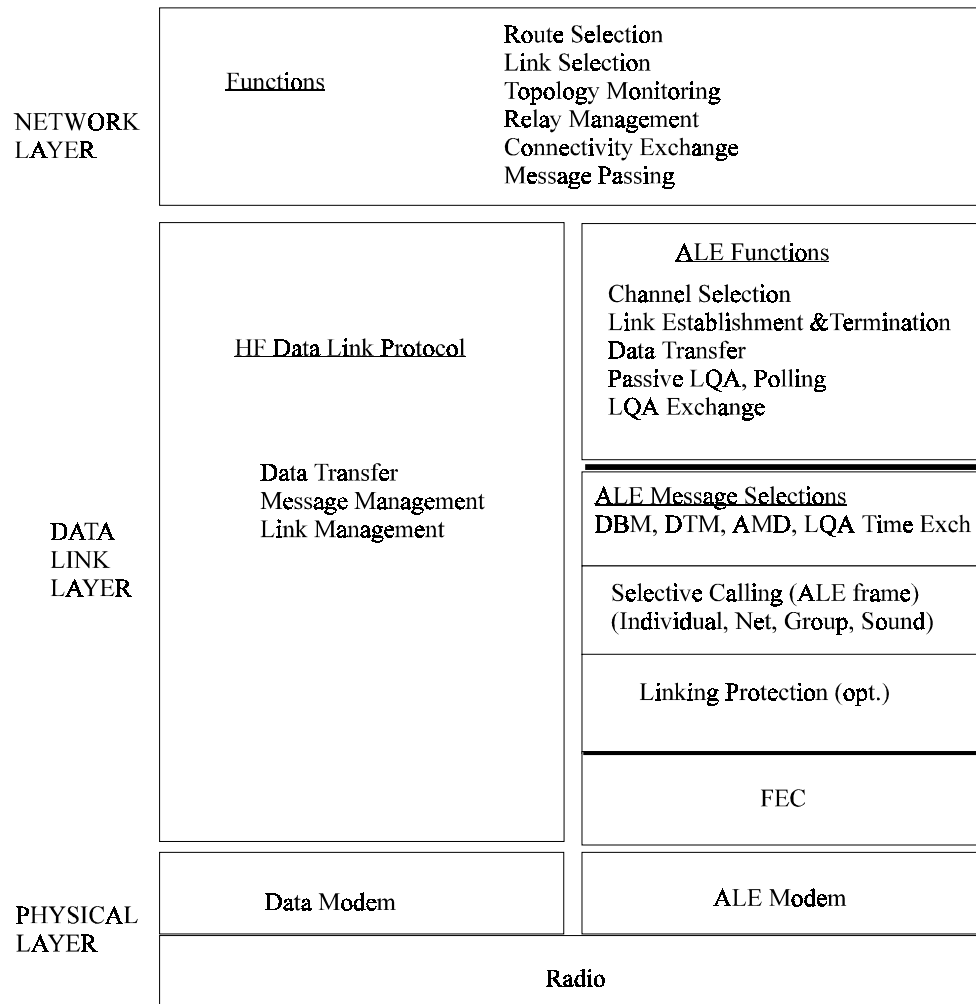 NETWORK
LAYER
Functions
Route Selection
Link Selection
Topology Monitoring
Relay Management
Connectivity Exchange
Message Passing
DATA
LINK
LAYER
HF Data Link Protocol
Data Transfer
Message Management
Link Management
ALE Functions
Channel Selection
Link Establishment &Termination
Data Transfer
Passive LQA, Polling
LQA Exchange
ALE Message Selections
DBM, DTM, AMD, LQA Time Exch
Selective Calling (ALE frame)
(Individual, Net, Group, Sound)
Linking Protection (opt.)
FEC
PHYSICAL
LAYER
Data Modem
ALE Modem
Radio